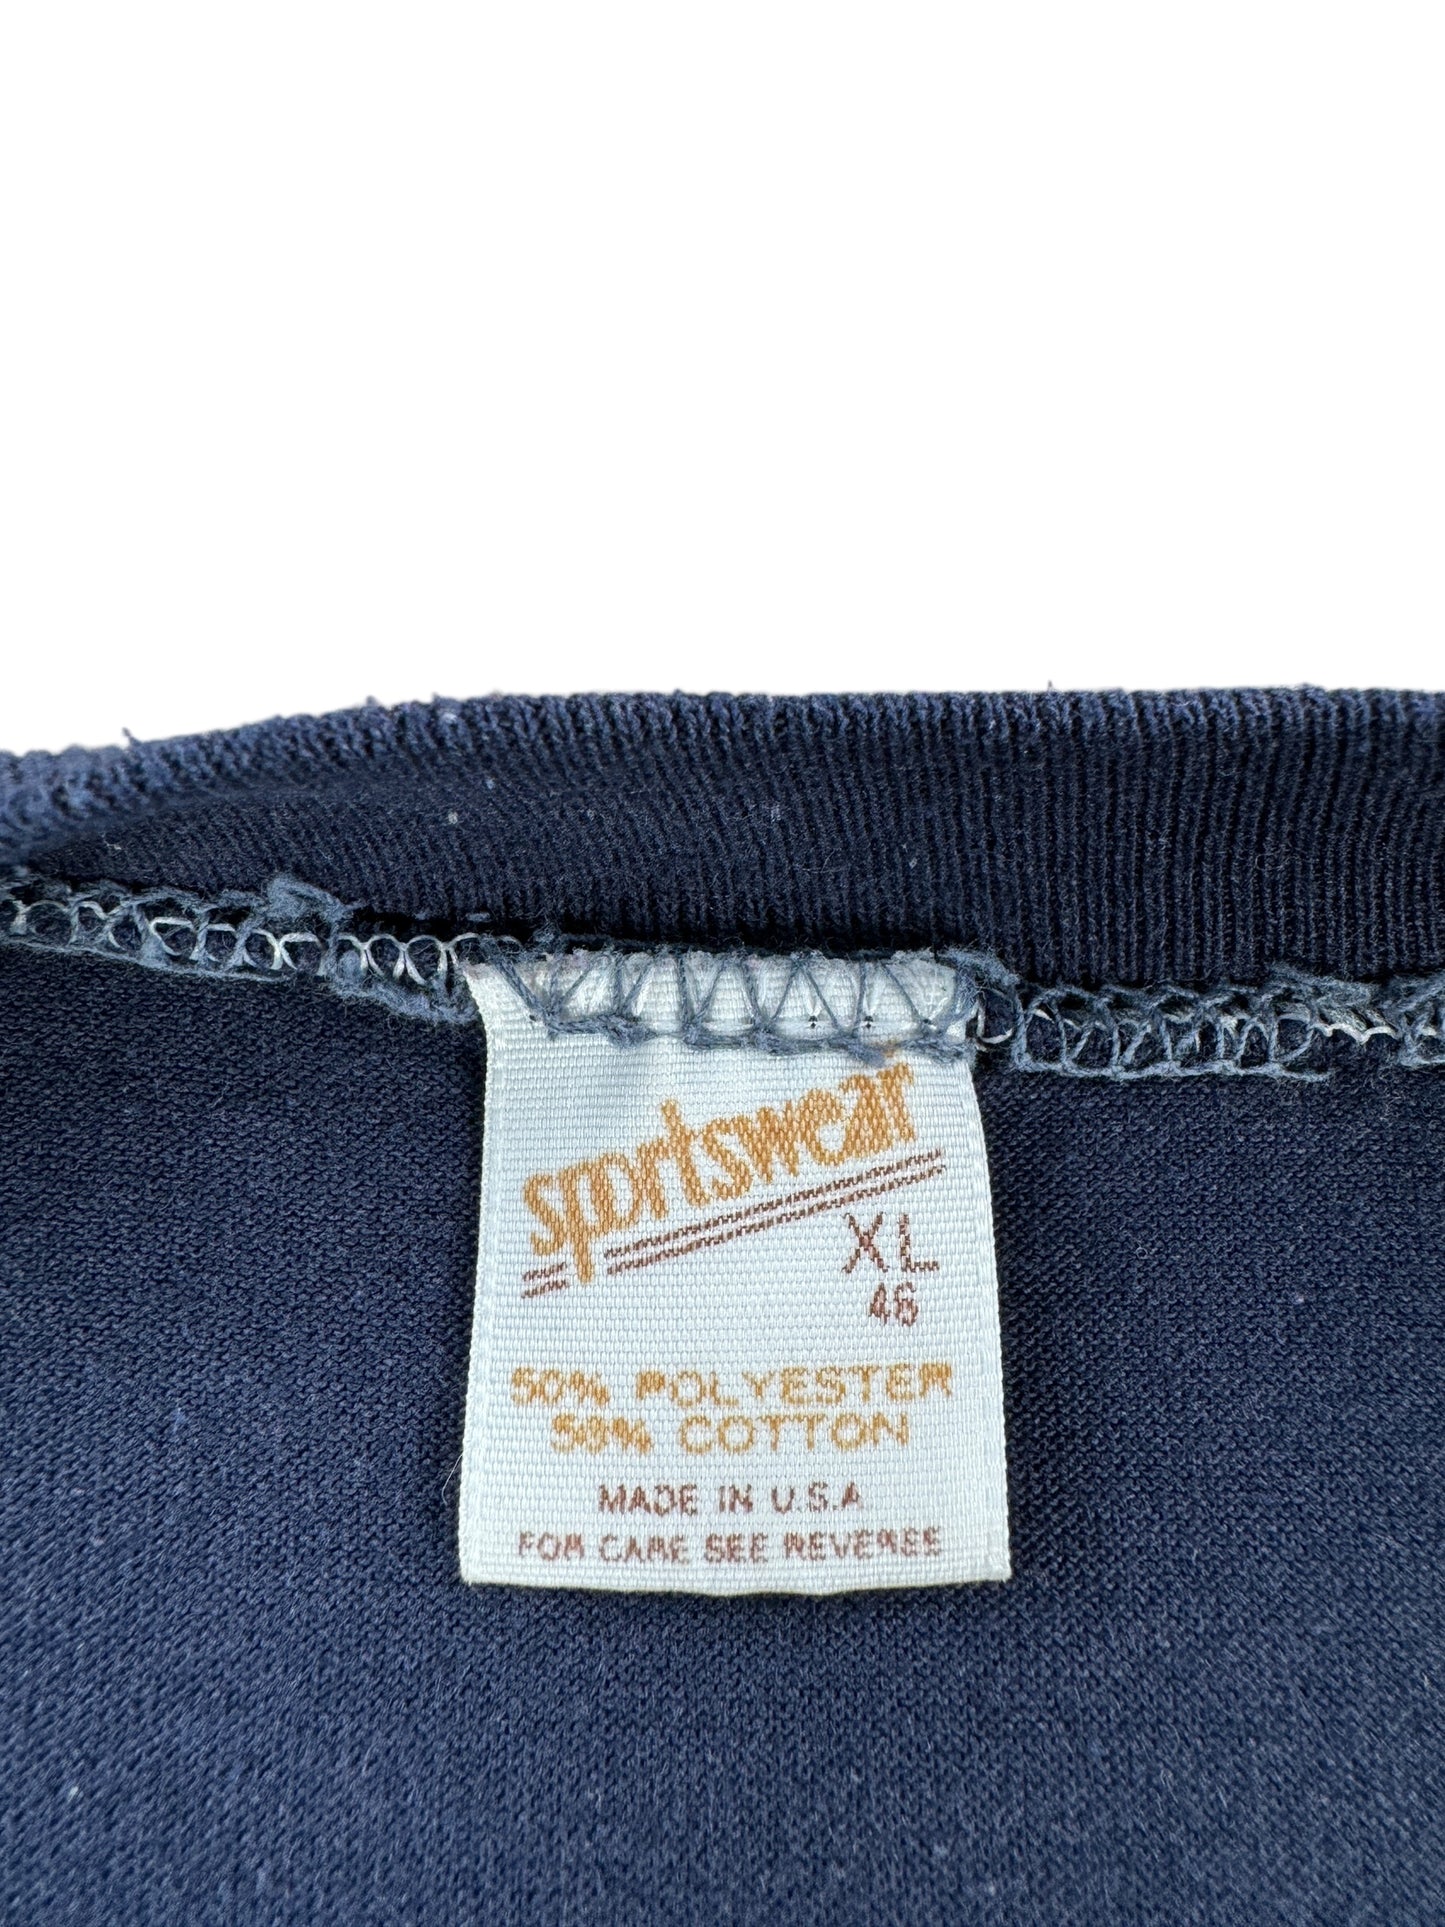 sportswear
XL
46
50% POLYESTER
50% COTTON
MADE IN U.S.A
FOR CARE SEE REVERSE